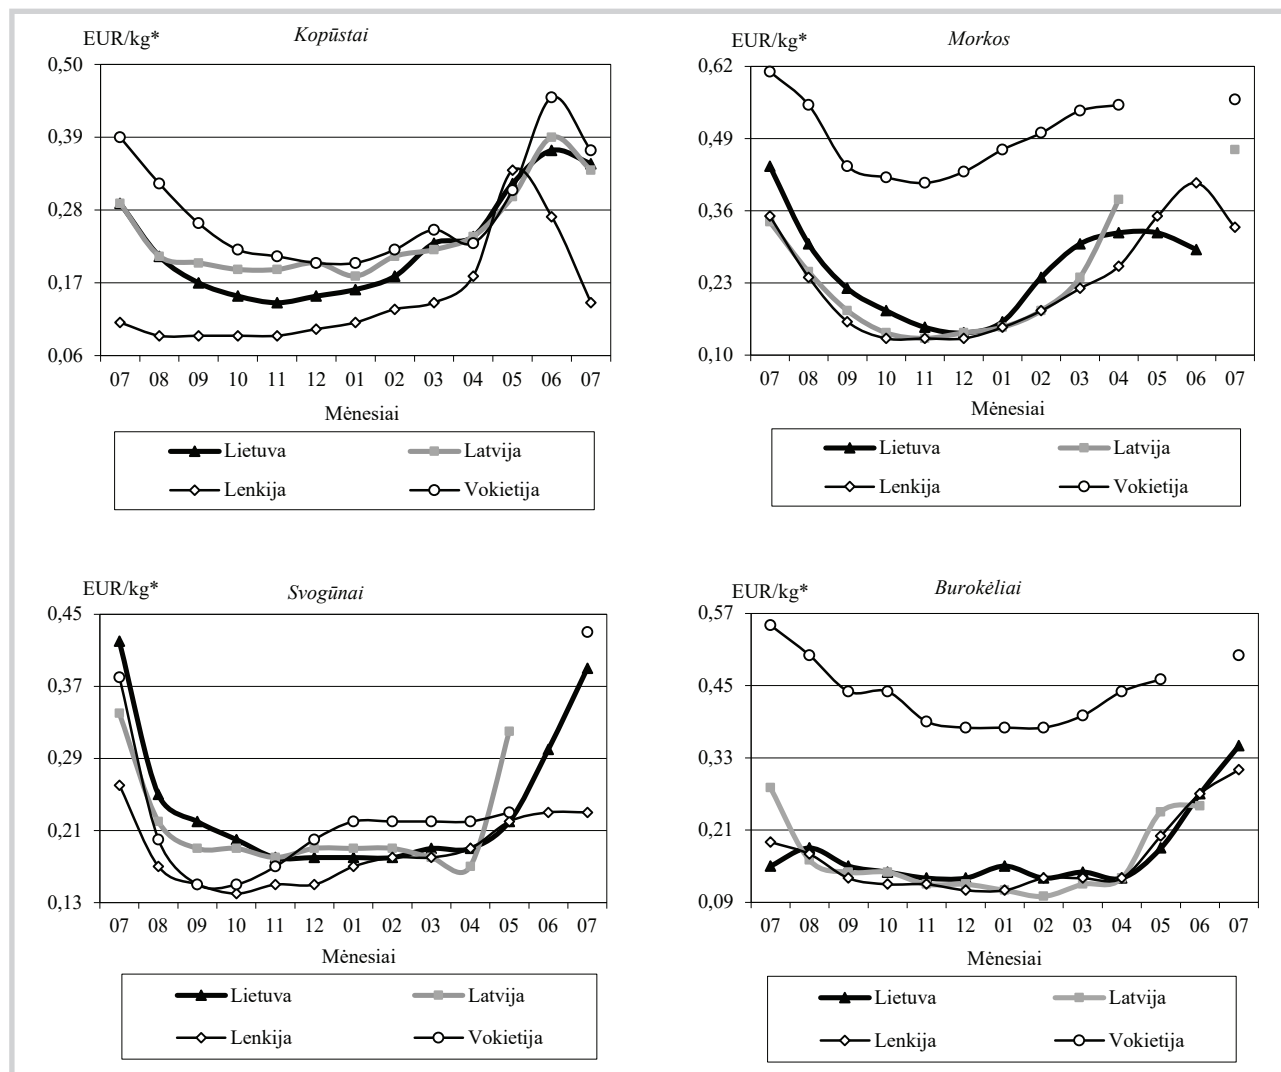 EUR/kg*
Kopūstai
0,50
0,39
0,28
0,17
0,06
07 08 09 10 11 12 01 02 03 04 05 06 07
Mėnesiai
Lietuva Latvija
Lenkija Vokietija
EUR/kg*
Morkos
0,62
0,49
0,36
0,23
0,10
07 08 09 10 11 12 01 02 03 04 05 06 07
Mėnesiai
Lietuva Latvija
Lenkija Vokietija
EUR/kg*
Svogūnai
0,45
0,37
0,29
0,21
0,13
07 08 09 10 11 12 01 02 03 04 05 06 07
Mėnesiai
Lietuva Latvija
Lenkija Vokietija
EUR/kg*
Burokėliai
0,57
0,45
0,33
0,21
0,09
07 08 09 10 11 12 01 02 03 04 05 06 07
Mėnesiai
Lietuva Latvija
Lenkija Vokietija